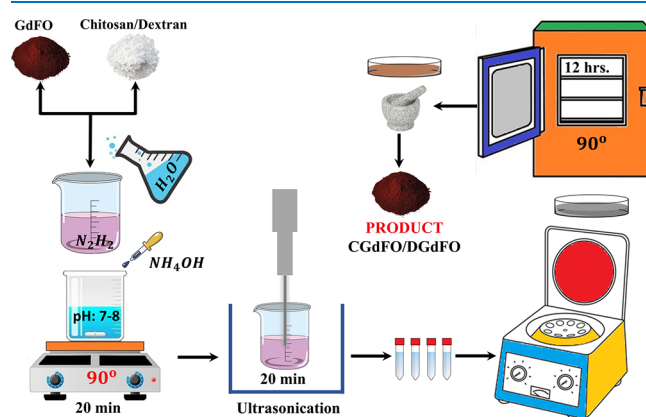 GdFO
Chitosan/Dextran
H₂O
N₂H₂
NH₄OH
pH: 7-8
90°
20 min
20 min
Ultrasonication
12 hrs.
90°
PRODUCT
CGdFO/DGdFO